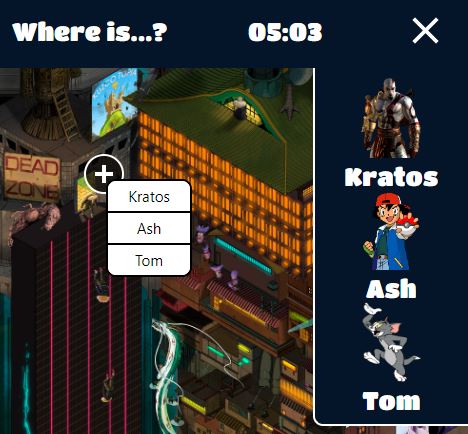 Where is...?
05:03
DEAD
ZONE
Kratos
Ash
Tom
Kratos
Ash
Tom